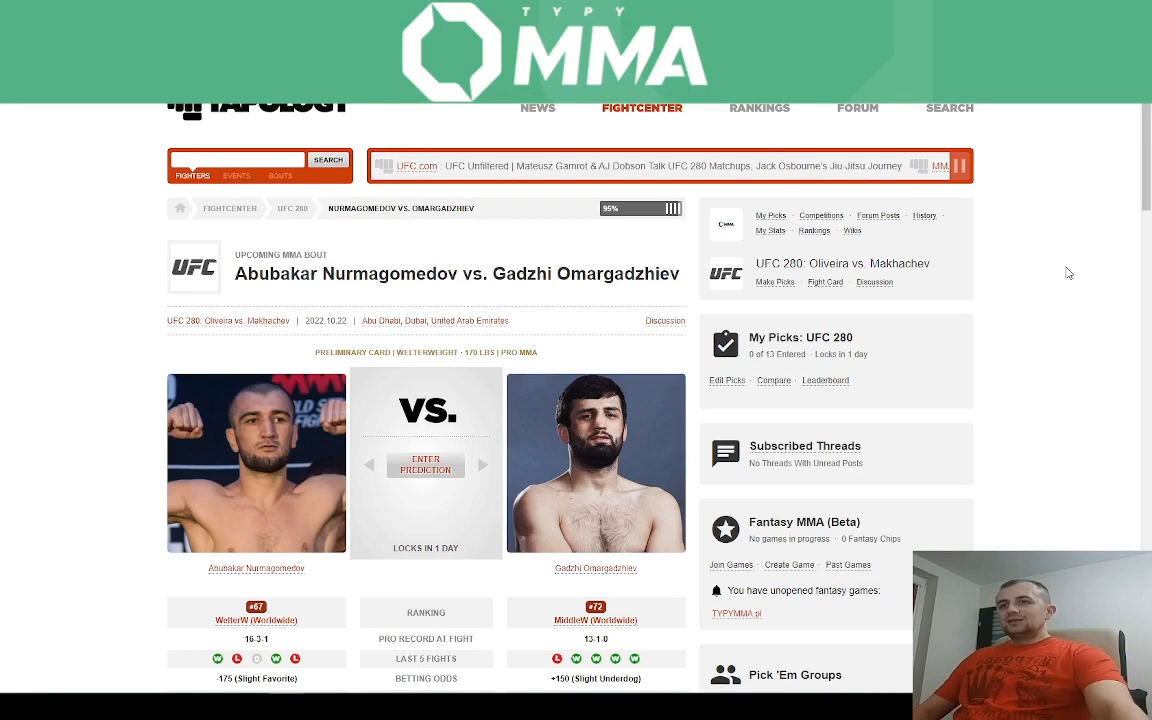 TYPY
MMA
TAPOLOGY
NEWS
FIGHTCENTER
RANKINGS
FORUM
SEARCH
SEARCH
FIGHTERS
EVENTS
BOUTS
UFC.com : UFC Unfiltered | Mateusz Gamrot & AJ Dobson Talk UFC 280 Matchups, Jack Osbourne's Jiu-Jitsu Journey
MM
FIGHTCENTER
UFC 280
NURMAGOMEDOV VS. OMARGADZHIEV
95%
UFC
UPCOMING MMA BOUT
Abubakar Nurmagomedov vs. Gadzhi Omargadzhiev
UFC 280: Oliveira vs. Makhachev | 2022.10.22 | Abu Dhabi, Dubai, United Arab Emirates
Discussion
PRELIMINARY CARD | WELTERWEIGHT · 170 LBS | PRO MMA
VS.
ENTER
PREDICTION
LOCKS IN 1 DAY
Abubakar Nurmagomedov
Gadzhi Omargadzhiev
#67
WelterW (Worldwide)
RANKING
#72
MiddleW (Worldwide)
16-3-1
PRO RECORD AT FIGHT
13-1-0
W L D W L
LAST 5 FIGHTS
L W W W W
-175 (Slight Favorite)
BETTING ODDS
+150 (Slight Underdog)
My Picks · Competitions · Forum Posts · History ·
My Stats · Rankings · Wikis
UFC
UFC 280: Oliveira vs. Makhachev
Make Picks · Fight Card · Discussion
My Picks: UFC 280
0 of 13 Entered · Locks in 1 day
Edit Picks · Compare · Leaderboard
Subscribed Threads
No Threads With Unread Posts
Fantasy MMA (Beta)
No games in progress · 0 Fantasy Chips
Join Games · Create Game · Past Games
You have unopened fantasy games:
TYPYMMA.pl
Pick 'Em Groups